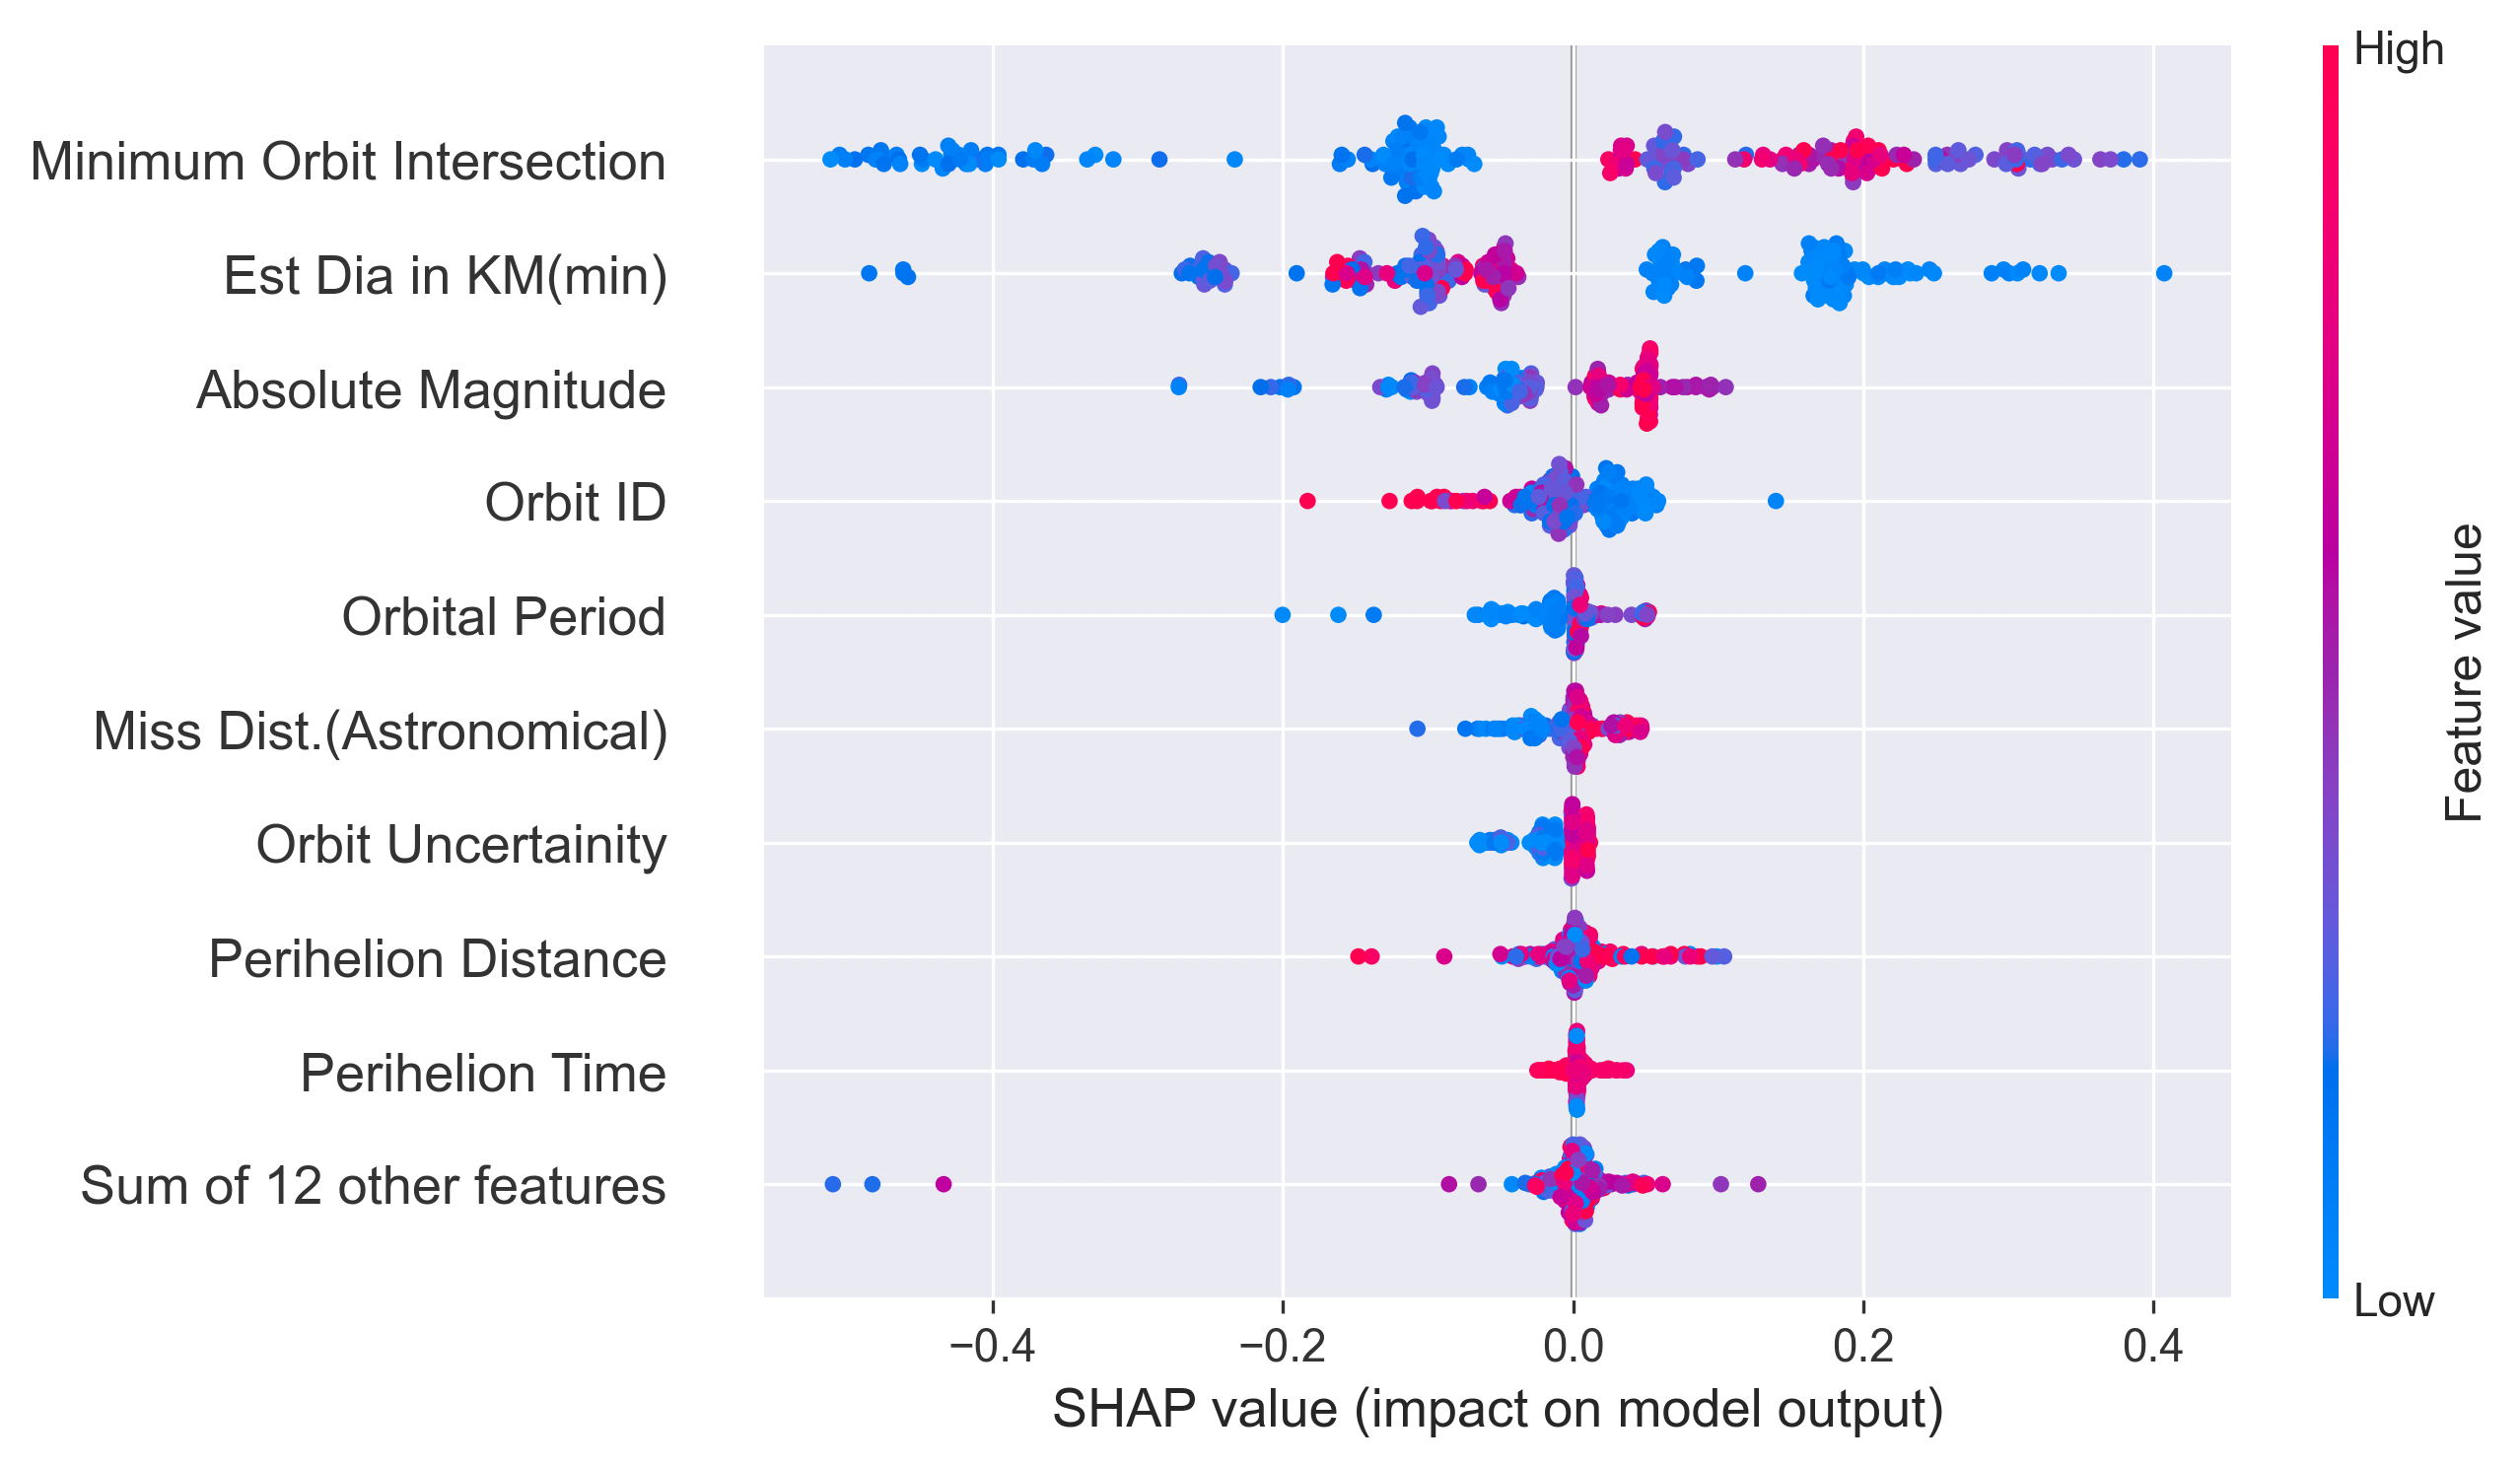 High
Minimum Orbit Intersection
Est Dia in KM(min)
Absolute Magnitude
Orbit ID
Orbital Period
Miss Dist.(Astronomical)
Orbit Uncertainity
Perihelion Distance
Perihelion Time
Sum of 12 other features
Feature value
Low
−0.4 −0.2 0.0 0.2 0.4
SHAP value (impact on model output)